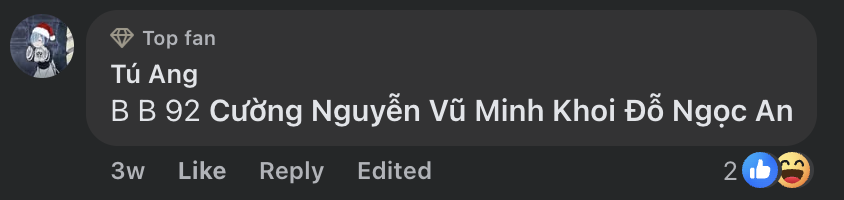 Top fan
Tú Ang
B B 92 Cường Nguyễn Vũ Minh Khoi Đỗ Ngọc An
3w Like Reply Edited 2